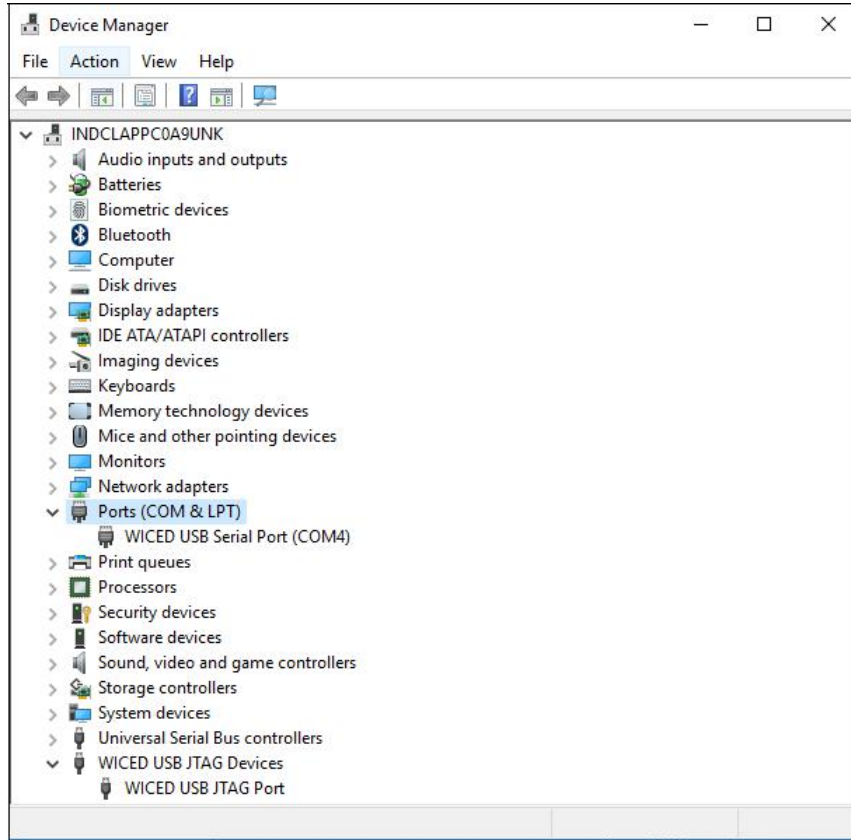 Device Manager
File Action View Help
INDCLAPPC0A9UNK
Audio inputs and outputs
Batteries
Biometric devices
Bluetooth
Computer
Disk drives
Display adapters
IDE ATA/ATAPI controllers
Imaging devices
Keyboards
Memory technology devices
Mice and other pointing devices
Monitors
Network adapters
Ports (COM & LPT)
WICED USB Serial Port (COM4)
Print queues
Processors
Security devices
Software devices
Sound, video and game controllers
Storage controllers
System devices
Universal Serial Bus controllers
WICED USB JTAG Devices
WICED USB JTAG Port